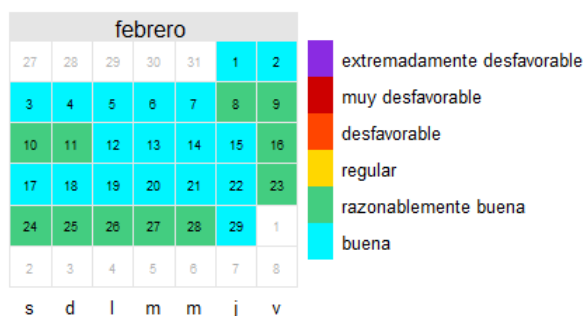 febrero
27 28 29 30 31 1 2
3 4 5 6 7 8 9
10 11 12 13 14 15 16
17 18 19 20 21 22 23
24 25 26 27 28 29 1
2 3 4 5 6 7 8
s d l m m j v
extremadamente desfavorable
muy desfavorable
desfavorable
regular
razonablemente buena
buena